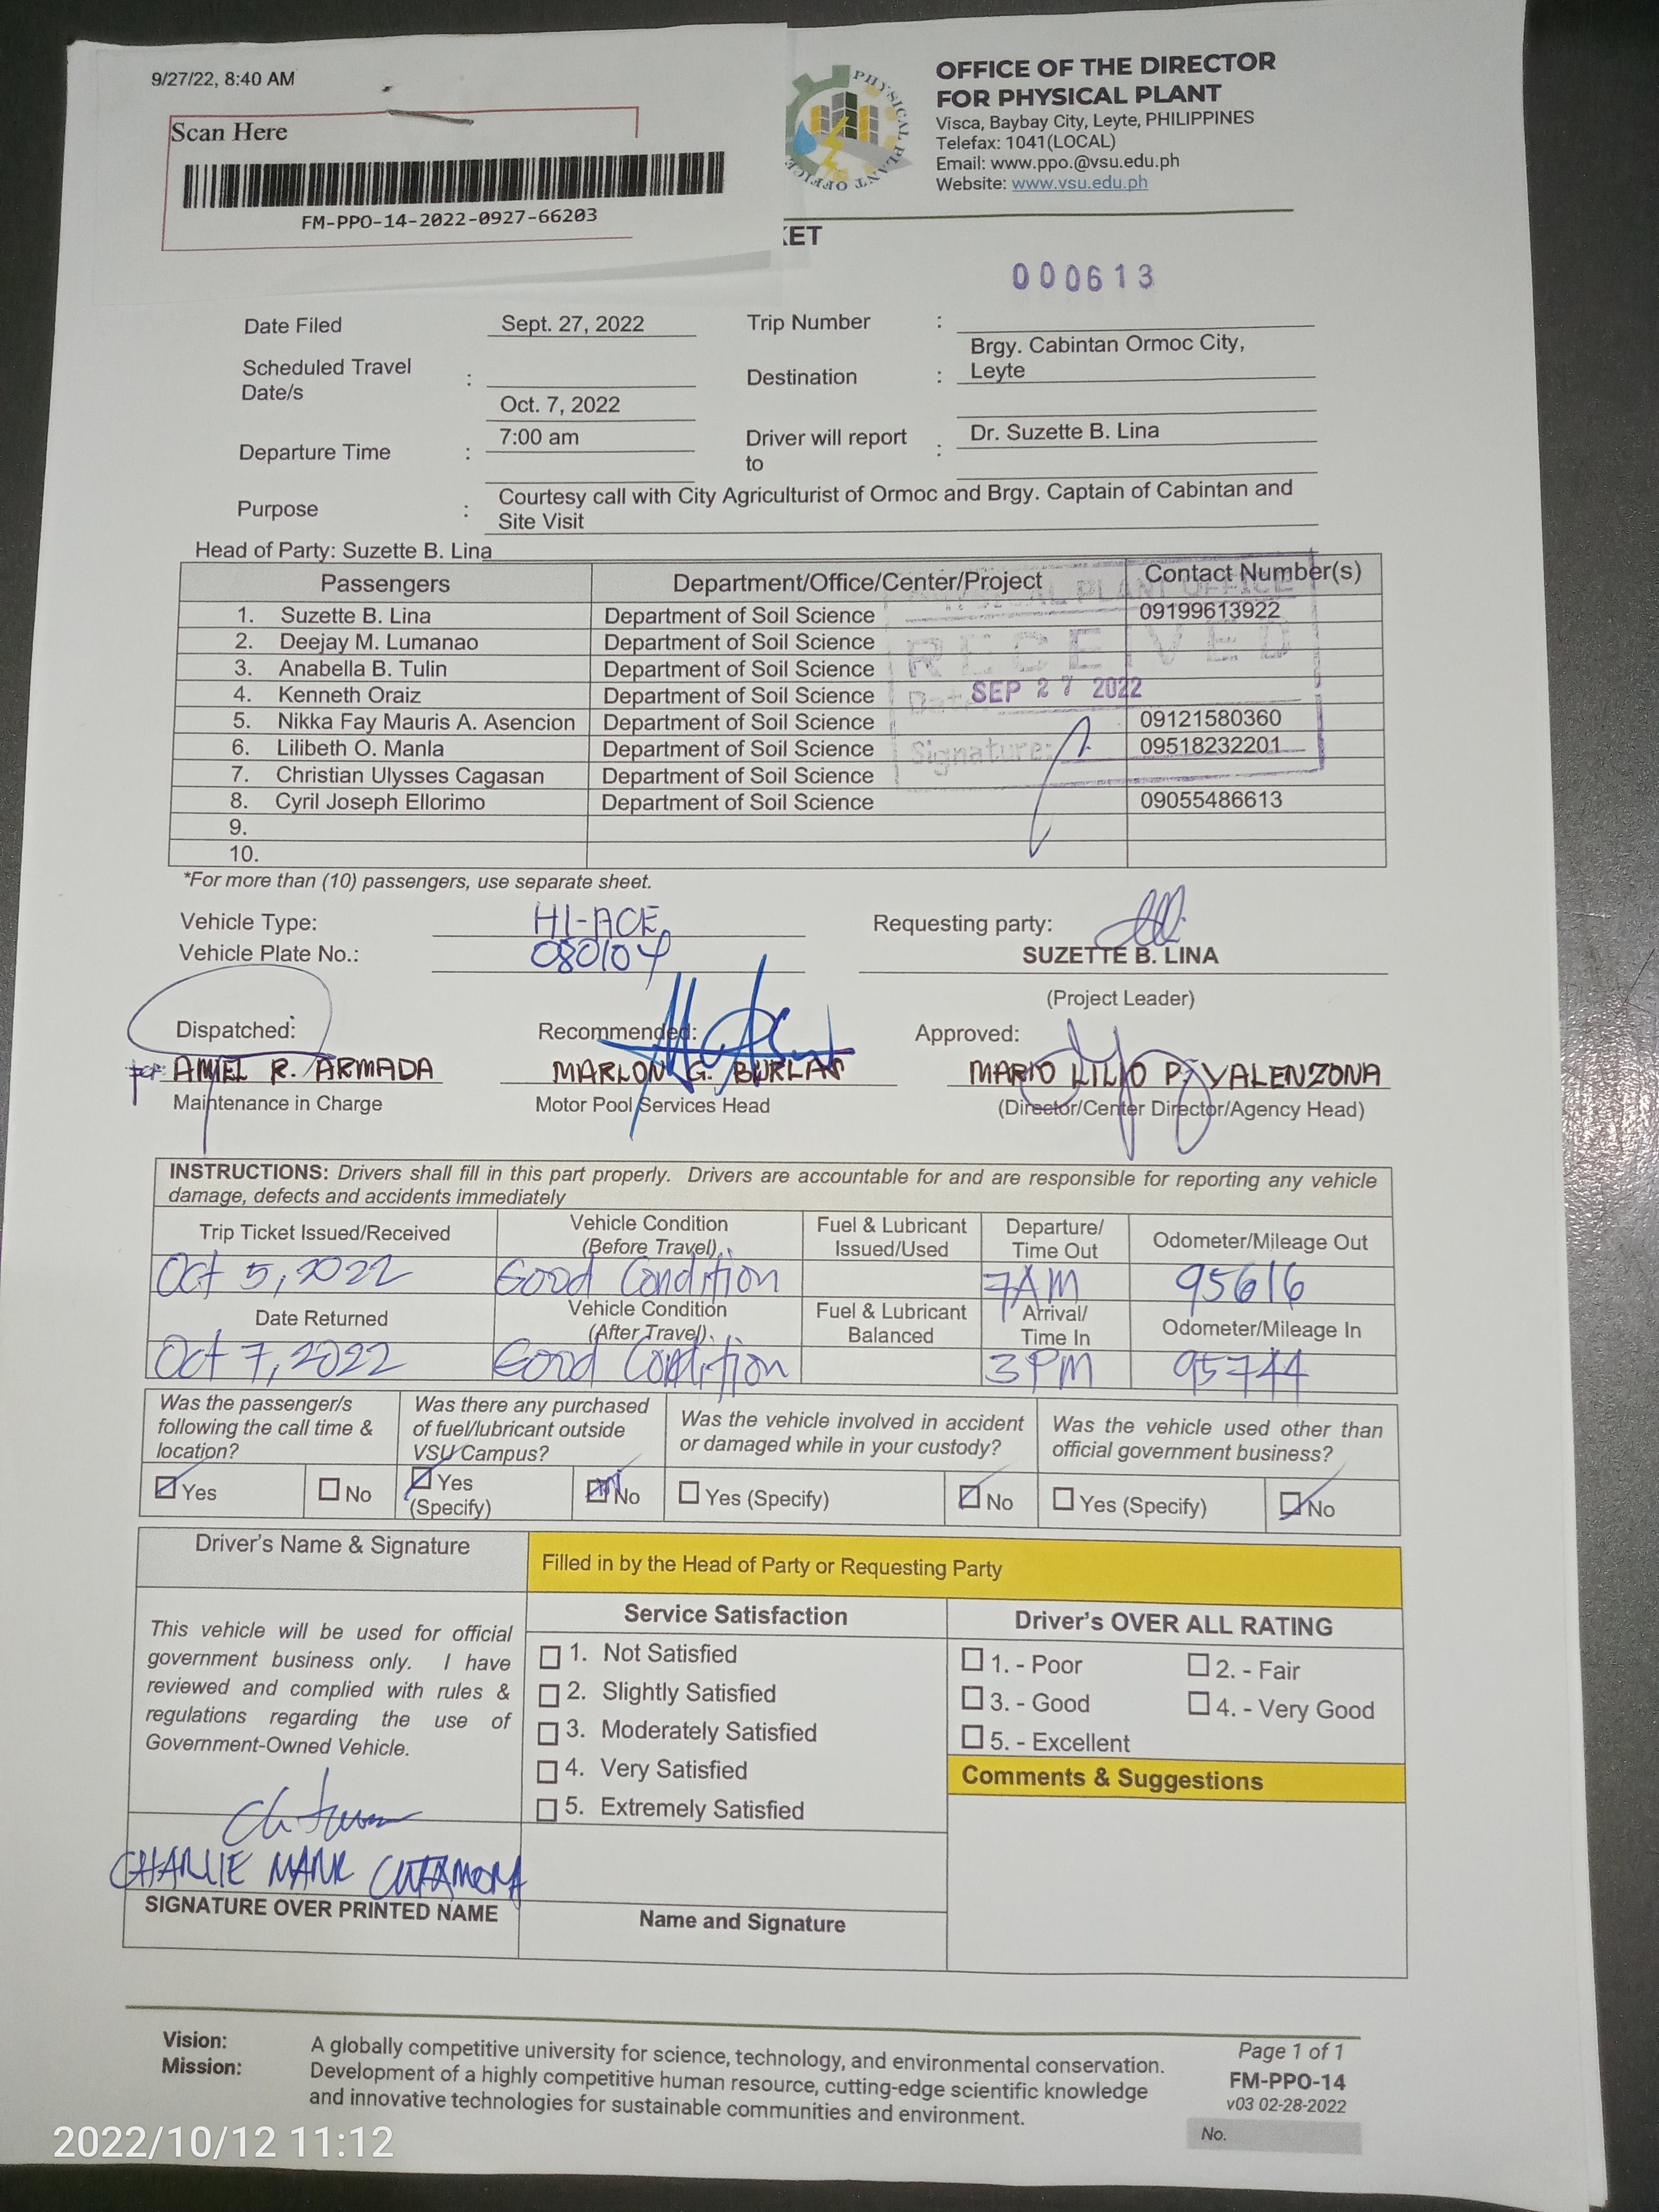 9/27/22, 8:40 AM
Scan Here
FM-PPO-14-2022-0927-66203
PHYSICAL PLANT OFFICE
OFFICE OF THE DIRECTOR
FOR PHYSICAL PLANT
Visca, Baybay City, Leyte, PHILIPPINES
Telefax: 1041(LOCAL)
Email: www.ppo.@vsu.edu.ph
Website: www.vsu.edu.ph
KET
000613
Date Filed Sept. 27, 2022 Trip Number :
Scheduled Travel Date/s : Oct. 7, 2022 Destination : Brgy. Cabintan Ormoc City,
Leyte
Departure Time : 7:00 am Driver will report to : Dr. Suzette B. Lina
Purpose : Courtesy call with City Agriculturist of Ormoc and Brgy. Captain of Cabintan and
Site Visit
Head of Party: Suzette B. Lina
Passengers Department/Office/Center/Project Contact Number(s)
1. Suzette B. Lina Department of Soil Science 09199613922
2. Deejay M. Lumanao Department of Soil Science
3. Anabella B. Tulin Department of Soil Science
4. Kenneth Oraiz Department of Soil Science
5. Nikka Fay Mauris A. Asencion Department of Soil Science 09121580360
6. Lilibeth O. Manla Department of Soil Science 09518232201
7. Christian Ulysses Cagasan Department of Soil Science
8. Cyril Joseph Ellorimo Department of Soil Science 09055486613
9.
10.
PHYSICAL PLANT OFFICE
RECEIVED
Date: SEP 27 2022
Signature:
*For more than (10) passengers, use separate sheet.
Vehicle Type: HI-ACE Requesting party:
Vehicle Plate No.: 080104 SUZETTE B. LINA
(Project Leader)
Dispatched: Recommended: Approved:
for: AMIEL R. ARMADA MARLON G. BURLAS MARIO LILIO P. VALENZONA
Maintenance in Charge Motor Pool Services Head (Director/Center Director/Agency Head)
INSTRUCTIONS: Drivers shall fill in this part properly. Drivers are accountable for and are responsible for reporting any vehicle
damage, defects and accidents immediately
Trip Ticket Issued/Received Vehicle Condition (Before Travel) Fuel & Lubricant Issued/Used Departure/ Time Out Odometer/Mileage Out
Oct 5, 2022 Good Condition 7AM 95616
Date Returned Vehicle Condition (After Travel) Fuel & Lubricant Balanced Arrival/ Time In Odometer/Mileage In
Oct 7, 2022 Good Condition 3PM 95744
Was the passenger/s
following the call time &
location?
Was there any purchased
of fuel/lubricant outside
VSU Campus?
Was the vehicle involved in accident
or damaged while in your custody?
Was the vehicle used other than
official government business?
Yes No Yes (Specify) No Yes (Specify) No Yes (Specify) No
Driver's Name & Signature
Filled in by the Head of Party or Requesting Party
This vehicle will be used for official
government business only. I have
reviewed and complied with rules &
regulations regarding the use of
Government-Owned Vehicle.
CHARLIE MARK CUTAMORA
SIGNATURE OVER PRINTED NAME
Service Satisfaction
1. Not Satisfied
2. Slightly Satisfied
3. Moderately Satisfied
4. Very Satisfied
5. Extremely Satisfied
Name and Signature
Driver's OVER ALL RATING
1. - Poor 2. - Fair
3. - Good 4. - Very Good
5. - Excellent
Comments & Suggestions
Vision: A globally competitive university for science, technology, and environmental conservation.
Mission: Development of a highly competitive human resource, cutting-edge scientific knowledge
and innovative technologies for sustainable communities and environment.
Page 1 of 1
FM-PPO-14
v03 02-28-2022
No.
2022/10/12 11:12